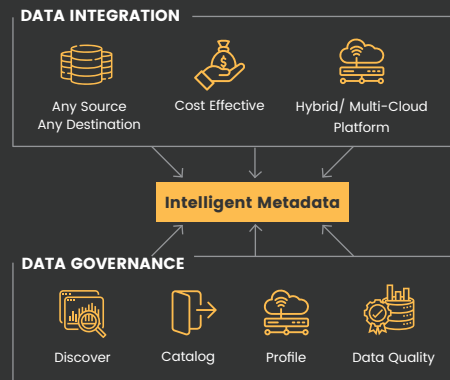 DATA INTEGRATION
Any Source
Any Destination
Cost Effective
Hybrid/ Multi-Cloud
Platform
Intelligent Metadata
DATA GOVERNANCE
Discover
Catalog
Profile
Data Quality